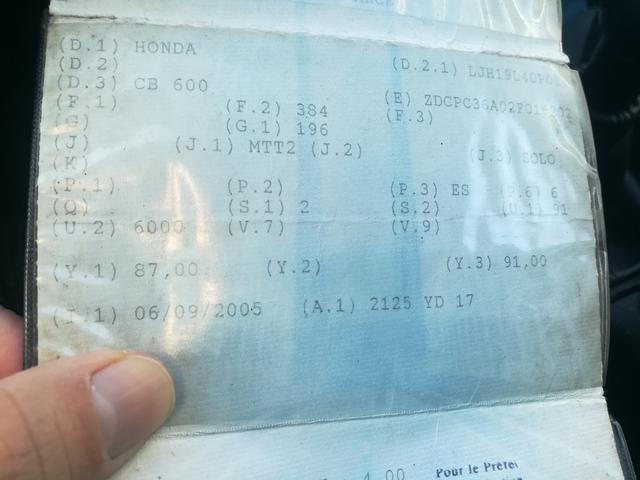 (D.1) HONDA
(D.2) (D.2.1)
(D.3) CB 600
(F.1) (F.2) 384 (E)
(G) (G.1) 196 (F.3)
(J) (J.1) MTT2 (J.2) (J.3) SOLO
(K)
(P.1) (P.2) (P.3) ES (P.6) 6
(Q) (S.1) 2 (S.2) (U.1) 91
(U.2) 6000 (V.7) (V.9)
(Y.1) 87,00 (Y.2) (Y.3) 91,00
(I.1) 06/09/2005 (A.1) 2125 YD 17
4,00 Pour le Préfet